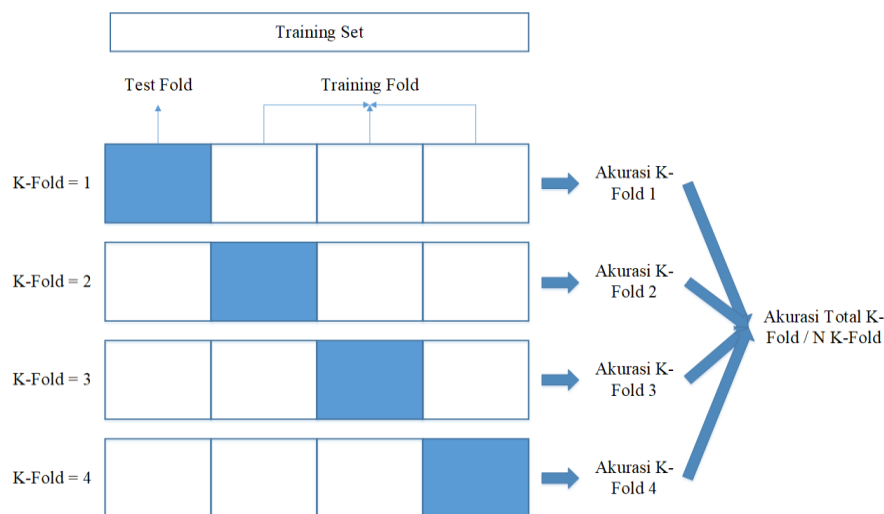 Training Set
Test Fold
Training Fold
K-Fold = 1
Akurasi K-
Fold 1
K-Fold = 2
Akurasi K-
Fold 2
Akurasi Total K-
Fold / N K-Fold
K-Fold = 3
Akurasi K-
Fold 3
K-Fold = 4
Akurasi K-
Fold 4